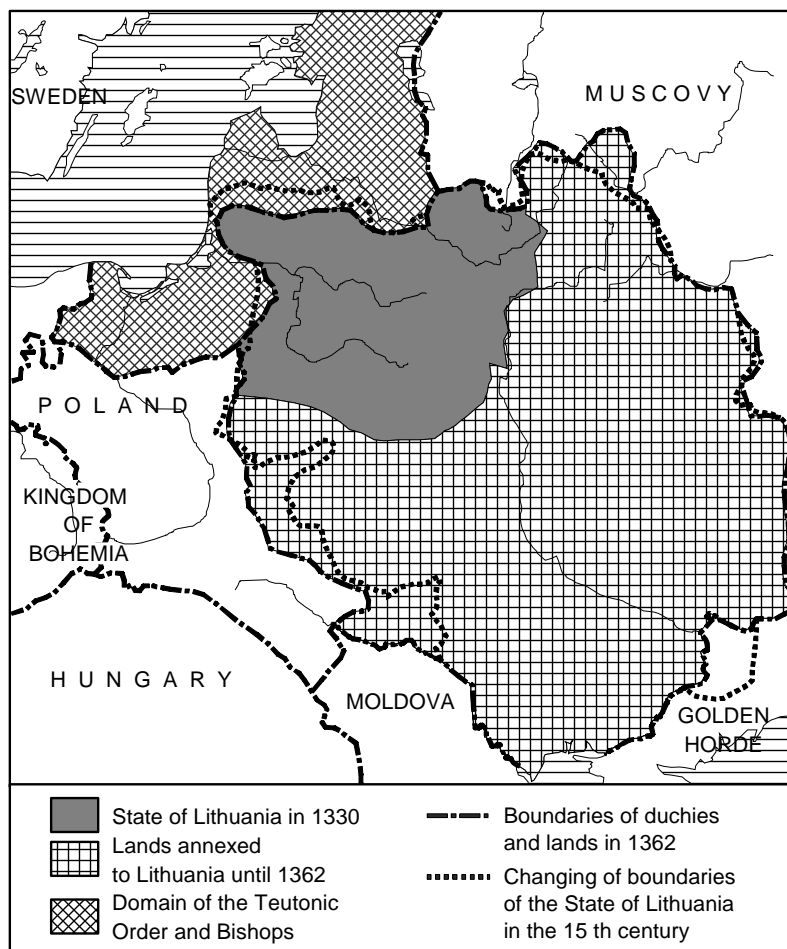 SWEDEN
MUSCOVY
POLAND
KINGDOM
OF
BOHEMIA
HUNGARY
MOLDOVA
GOLDEN
HORDE
State of Lithuania in 1330
Lands annexed
to Lithuania until 1362
Domain of the Teutonic
Order and Bishops
Boundaries of duchies
and lands in 1362
Changing of boundaries
of the State of Lithuania
in the 15 th century